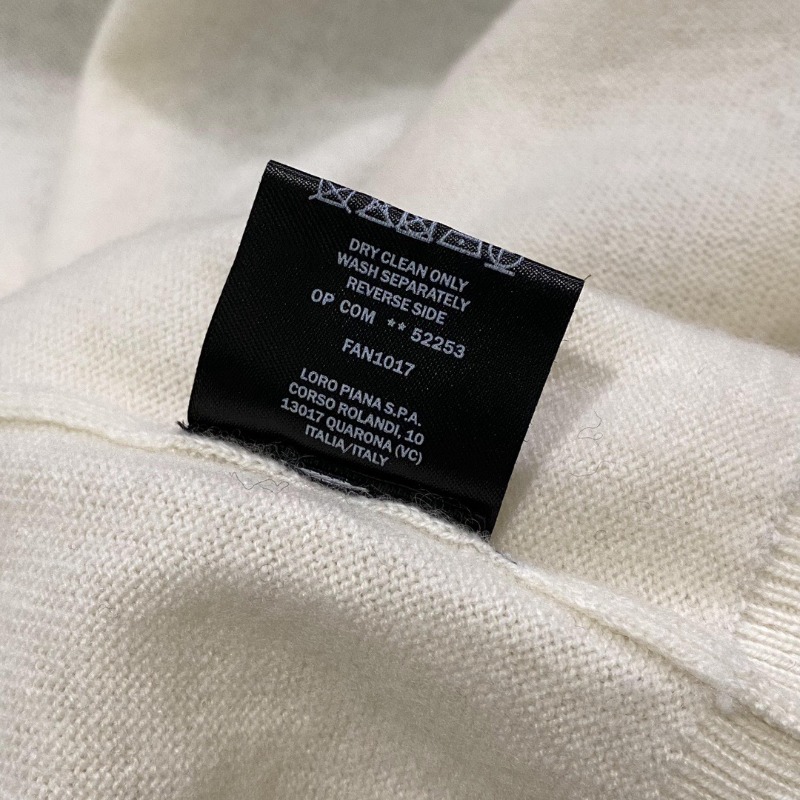 DRY CLEAN ONLY
WASH SEPARATELY
REVERSE SIDE
OP COM ** 52253
FAN1017
LORO PIANA S.P.A.
CORSO ROLANDI, 10
13017 QUARONA (VC)
ITALIA/ITALY